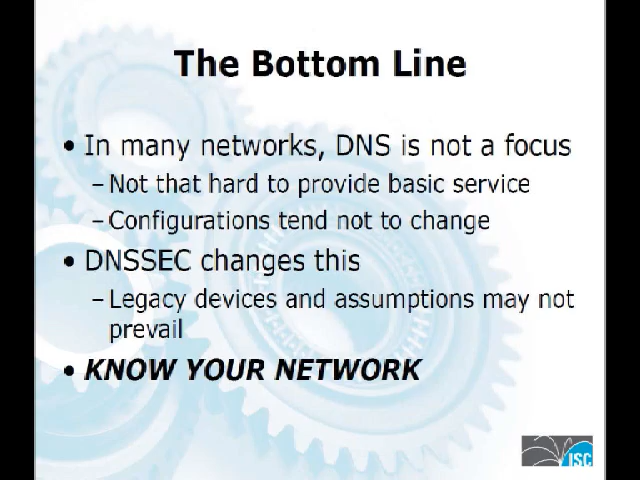 The Bottom Line
• In many networks, DNS is not a focus
–Not that hard to provide basic service
–Configurations tend not to change
• DNSSEC changes this
–Legacy devices and assumptions may not
prevail
• KNOW YOUR NETWORK
ISC